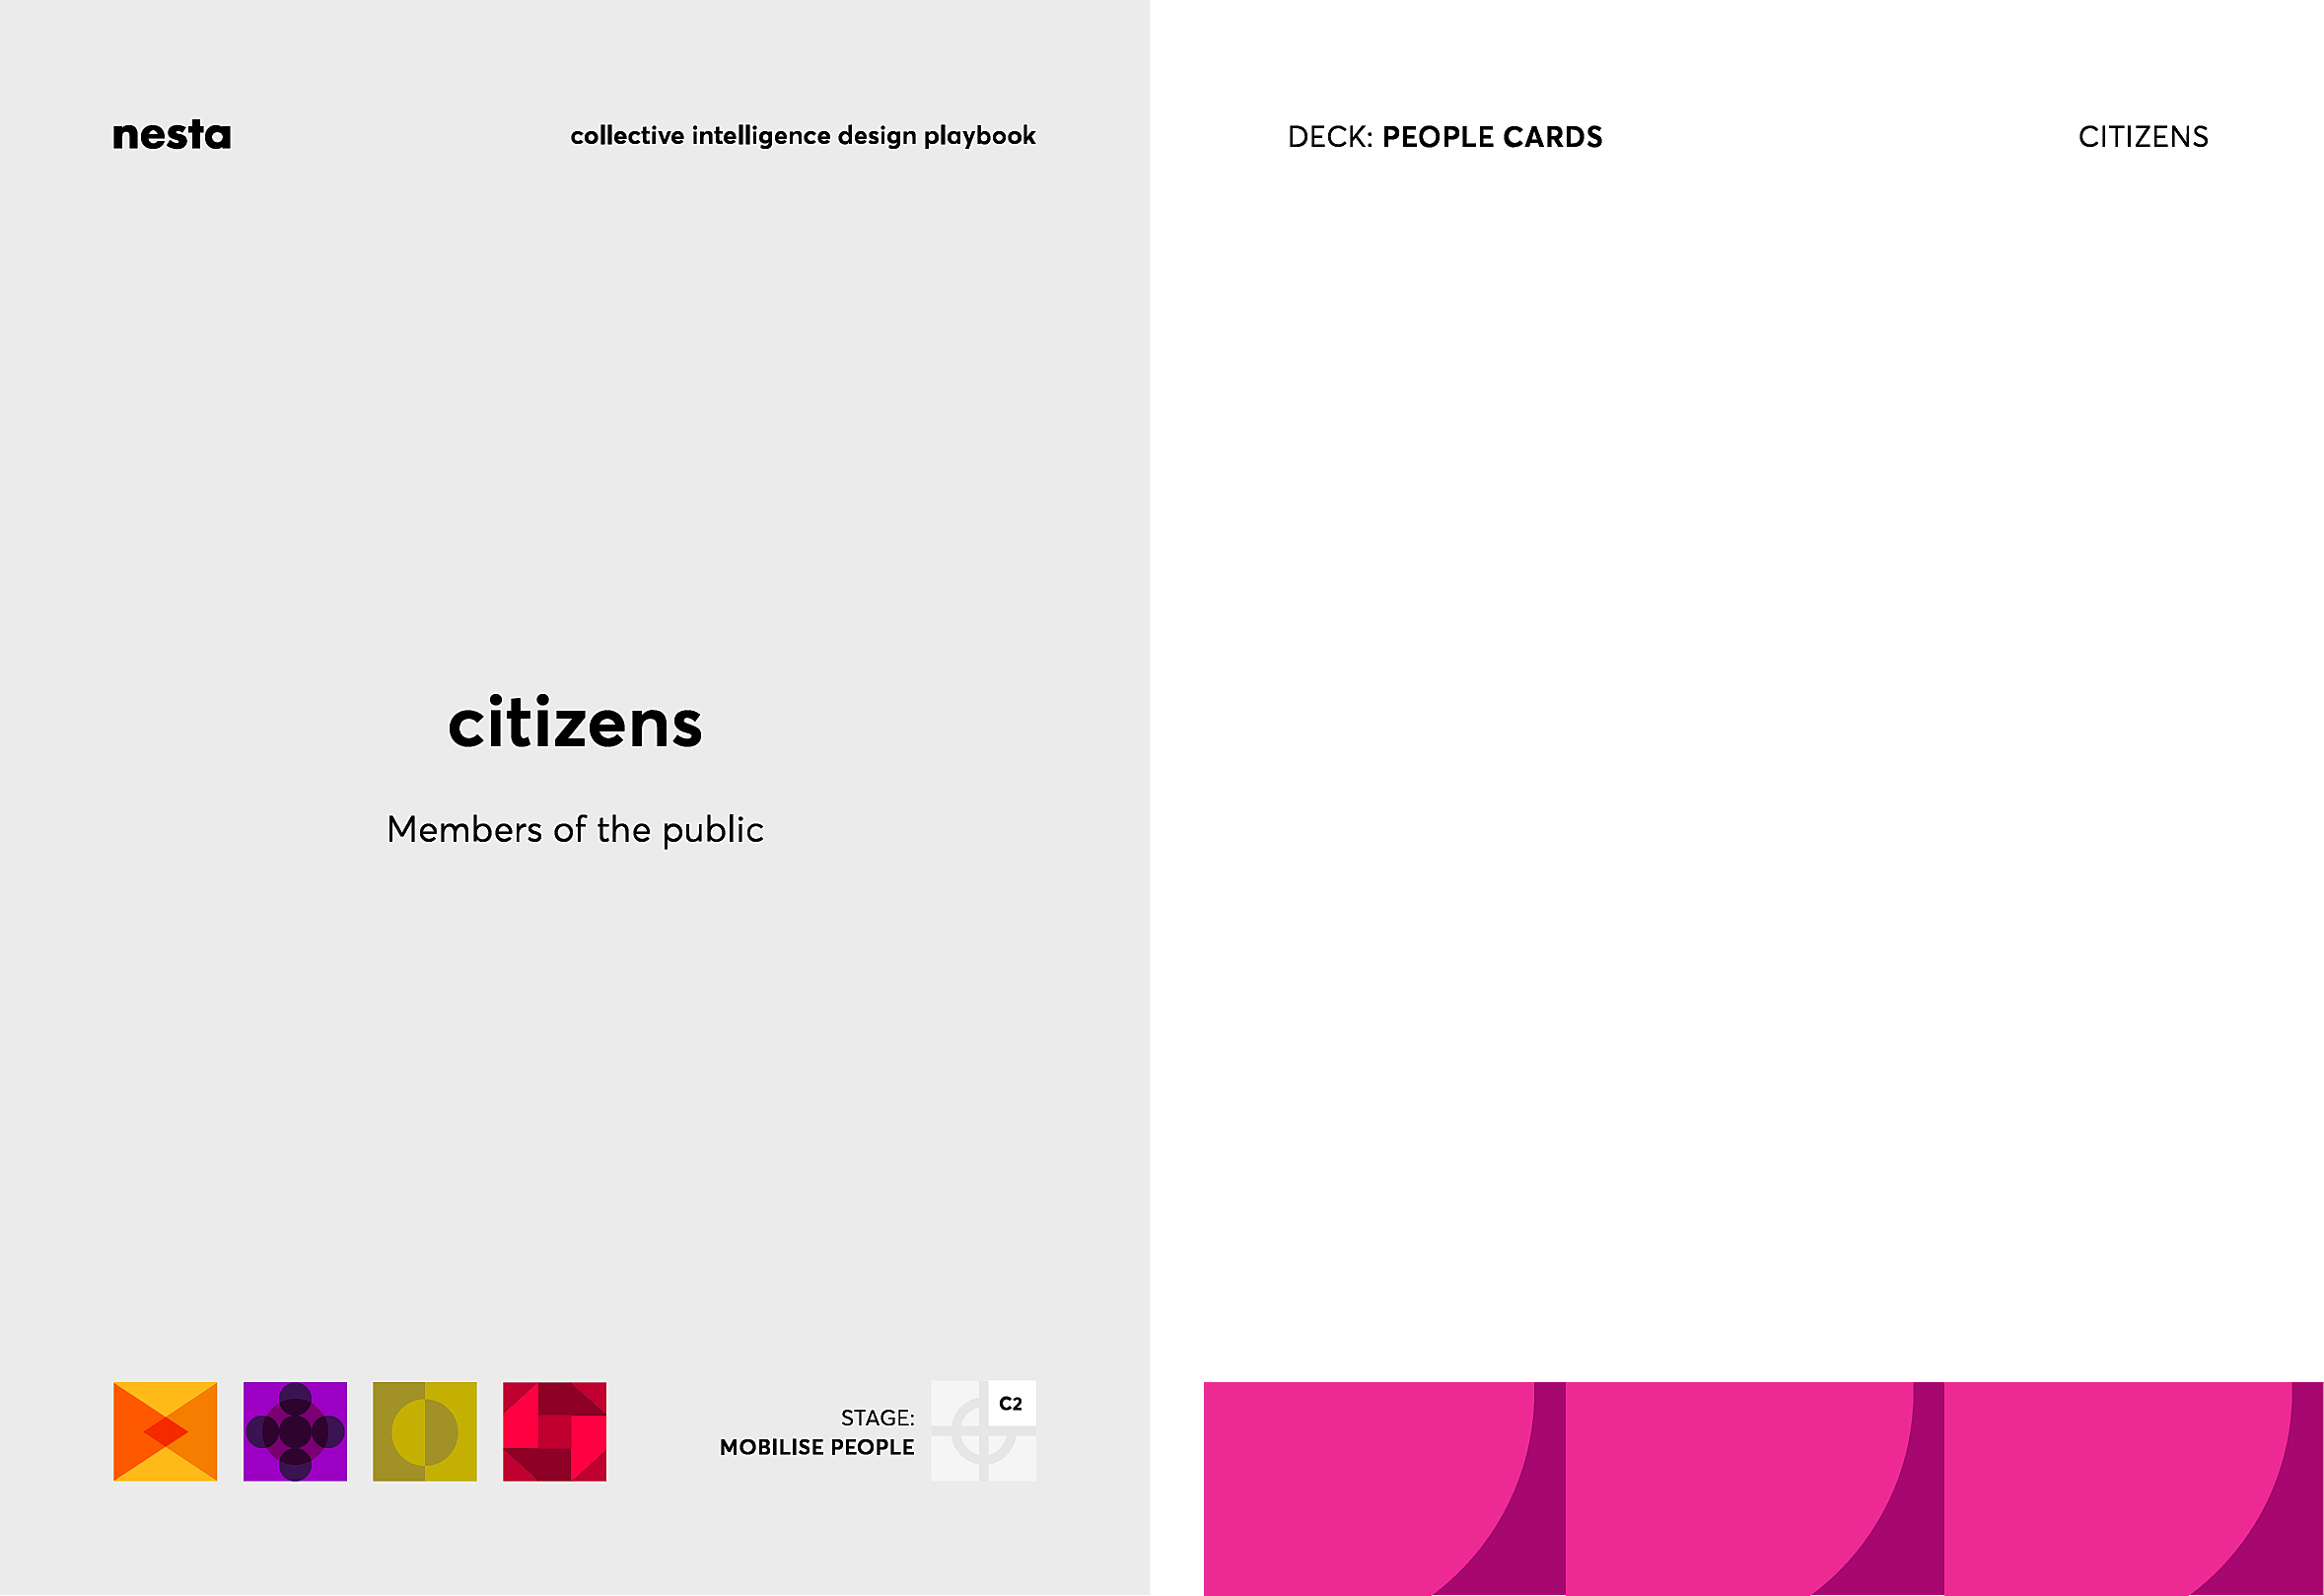 nesta
collective intelligence design playbook
citizens
Members of the public
STAGE:
MOBILISE PEOPLE
C2
DECK: PEOPLE CARDS
CITIZENS